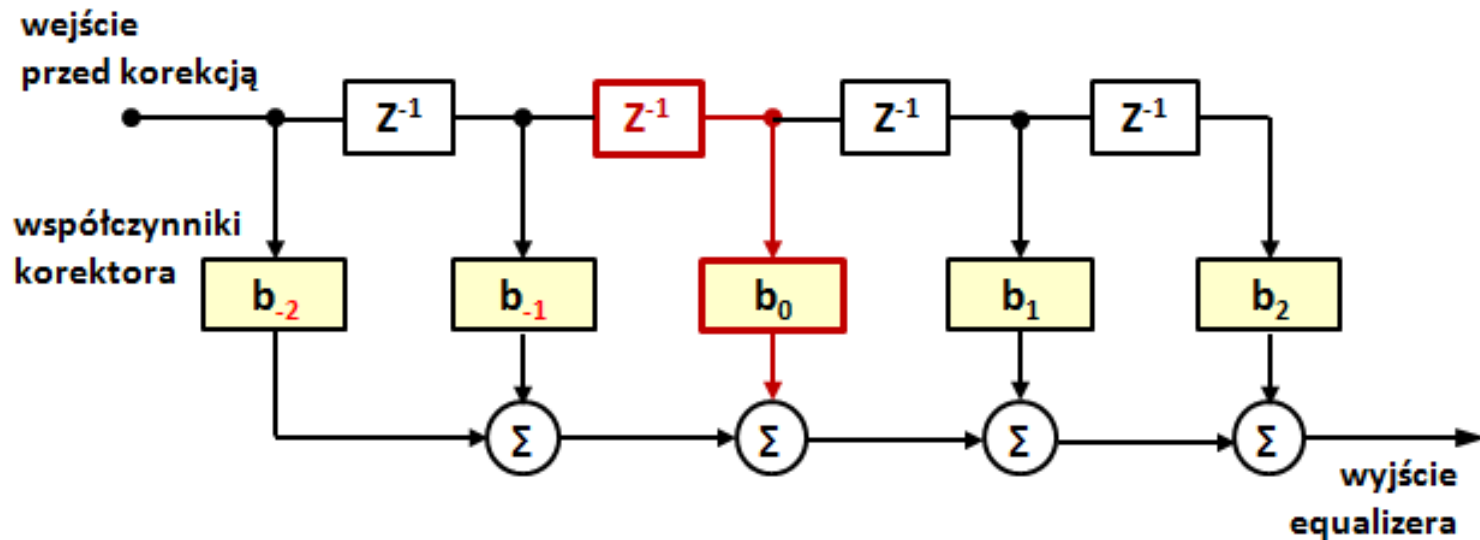 wejście
przed korekcją
Z⁻¹ Z⁻¹ Z⁻¹ Z⁻¹
współczynniki
korektora
b₋₂ b₋₁ b₀ b₁ b₂
Σ Σ Σ Σ
wyjście
equalizera